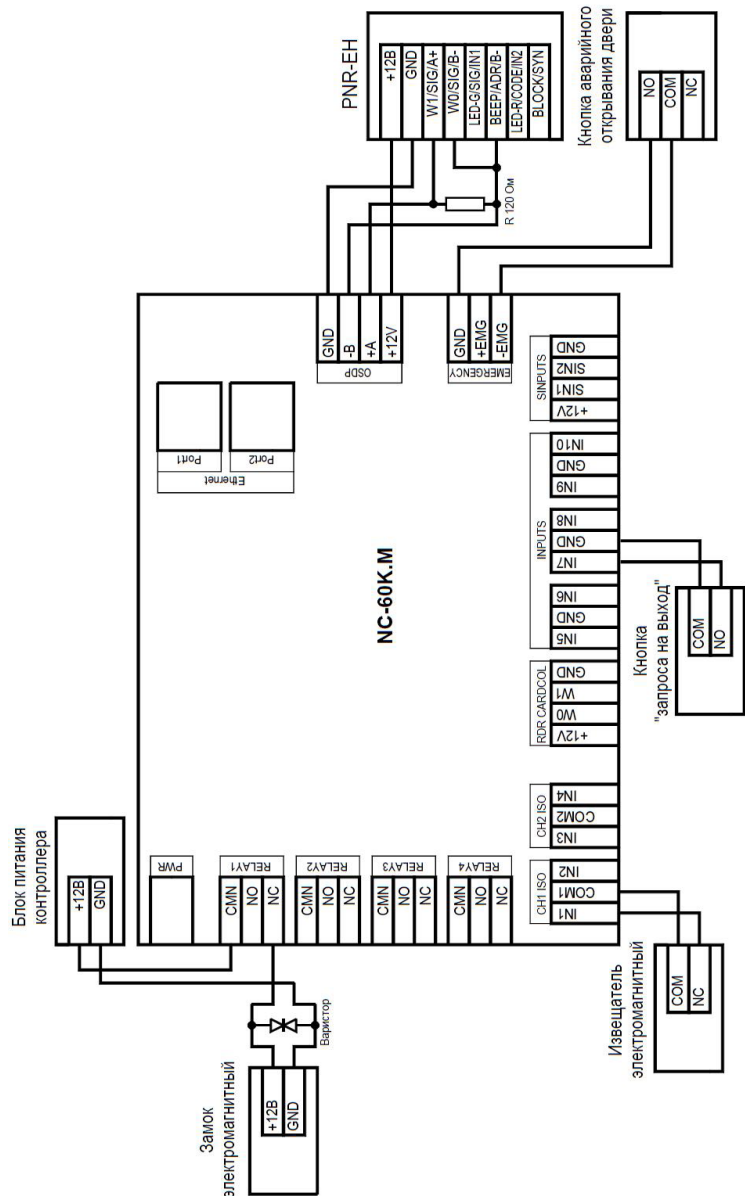 PNR-EH
+12В
GND
W1/SIG/A+
W0/SIG/B-
LED-G/SIG/IN1
BEEP/ADR/B-
LED-R/CODE/IN2
BLOCK/SYN
R 120 Ом
Кнопка аварийного
открывания двери
NO
COM
NC
GND
-B
+A
+12V
OSDP
GND
+EMG
-EMG
EMERGENCY
Port1
Port2
Ethernet
NC-60K.M
+12V
SIN1
SIN2
GND
SINPUTS
IN5
GND
IN6
IN7
GND
IN8
IN9
GND
IN10
INPUTS
+12V
W0
W1
GND
RDR CARDCOL
IN3
COM2
IN4
CH2 ISO
IN1
COM1
IN2
CH1 ISO
Кнопка
"запроса на выход"
COM
NO
Блок питания
контроллера
+12В
GND
PWR
RELAY1
CMN
NO
NC
RELAY2
CMN
NO
NC
RELAY3
CMN
NO
NC
RELAY4
CMN
NO
NC
Варистор
Замок
электромагнитный
+12В
GND
Извещатель
электромагнитный
COM
NC